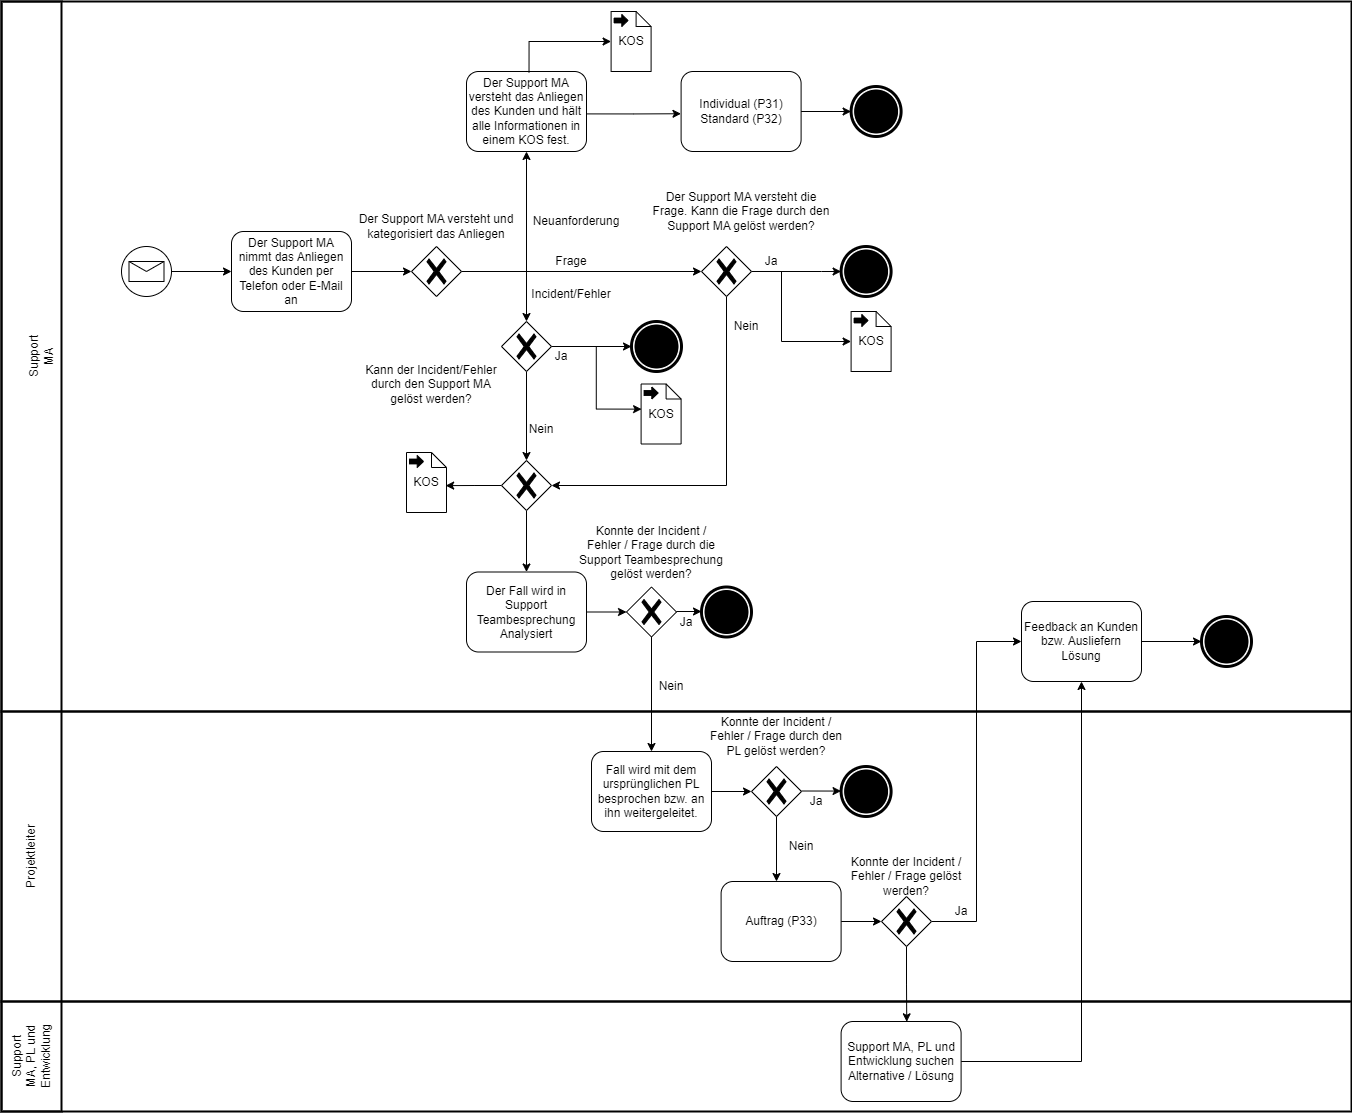 KOS
Der Support MA
versteht das Anliegen
des Kunden und hält
alle Informationen in
einem KOS fest.
Individual (P31)
Standard (P32)
Der Support MA versteht die
Frage. Kann die Frage durch den
Support MA gelöst werden?
Der Support MA versteht und
kategorisiert das Anliegen
Neuanforderung
Der Support MA
nimmt das Anliegen
des Kunden per
Telefon oder E-Mail
an
Frage
Ja
Incident/Fehler
Nein
KOS
Support
MA
Ja
Kann der Incident/Fehler
durch den Support MA
gelöst werden?
KOS
Nein
KOS
Konnte der Incident /
Fehler / Frage durch die
Support Teambesprechung
gelöst werden?
Der Fall wird in
Support
Teambesprechung
Analysiert
Ja
Feedback an Kunden
bzw. Ausliefern
Lösung
Nein
Konnte der Incident /
Fehler / Frage durch den
PL gelöst werden?
Fall wird mit dem
ursprünglichen PL
besprochen bzw. an
ihn weitergeleitet.
Ja
Projektleiter
Nein
Konnte der Incident /
Fehler / Frage gelöst
werden?
Ja
Auftrag (P33)
Support
MA, PL und
Entwicklung
Support MA, PL und
Entwicklung suchen
Alternative / Lösung